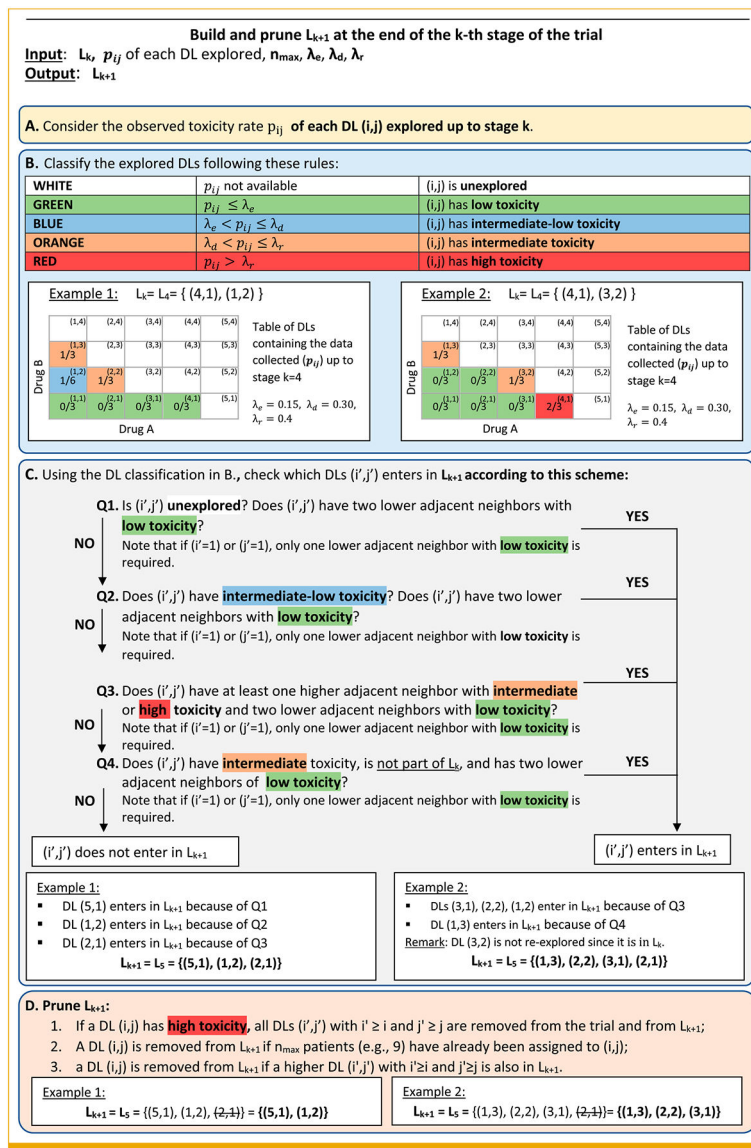 Build and prune Lk+1 at the end of the k-th stage of the trial
Input: Lk, pij of each DL explored, nmax, λe, λd, λr
Output: Lk+1
A. Consider the observed toxicity rate pij of each DL (i,j) explored up to stage k.
B. Classify the explored DLs following these rules:
WHITE pij not available (i,j) is unexplored
GREEN pij ≤ λe (i,j) has low toxicity
BLUE λe < pij ≤ λd (i,j) has intermediate-low toxicity
ORANGE λd < pij ≤ λr (i,j) has intermediate toxicity
RED pij > λr (i,j) has high toxicity
Example 1: Lk= L4= { (4,1), (1,2) }
(1,4) (2,4) (3,4) (4,4) (5,4)
(1,3) (2,3) (3,3) (4,3) (5,3)
1/3
(1,2) (2,2) (3,2) (4,2) (5,2)
1/6 1/3
(1,1) (2,1) (3,1) (4,1) (5,1)
0/3 0/3 0/3 0/3
Drug B
Drug A
Table of DLs
containing the data
collected (pij) up to
stage k=4
λe = 0.15, λd = 0.30,
λr = 0.4
Example 2: Lk= L4= { (4,1), (3,2) }
(1,4) (2,4) (3,4) (4,4) (5,4)
(1,3) (2,3) (3,3) (4,3) (5,3)
1/3
(1,2) (2,2) (3,2) (4,2) (5,2)
0/3 0/3 1/3
(1,1) (2,1) (3,1) (4,1) (5,1)
0/3 0/3 0/3 2/3
Drug B
Drug A
Table of DLs
containing the data
collected (pij) up to
stage k=4
λe = 0.15, λd = 0.30,
λr = 0.4
C. Using the DL classification in B., check which DLs (i',j') enters in Lk+1 according to this scheme:
Q1. Is (i',j') unexplored? Does (i',j') have two lower adjacent neighbors with
low toxicity?
Note that if (i'=1) or (j'=1), only one lower adjacent neighbor with low toxicity is
required.
YES
NO
Q2. Does (i',j') have intermediate-low toxicity? Does (i',j') have two lower
adjacent neighbors with low toxicity?
Note that if (i'=1) or (j'=1), only one lower adjacent neighbor with low toxicity is
required.
YES
NO
Q3. Does (i',j') have at least one higher adjacent neighbor with intermediate
or high toxicity and two lower adjacent neighbors with low toxicity?
Note that if (i'=1) or (j'=1), only one lower adjacent neighbor with low toxicity is
required.
YES
NO
Q4. Does (i',j') have intermediate toxicity, is not part of Lk, and has two lower
adjacent neighbors of low toxicity?
Note that if (i'=1) or (j'=1), only one lower adjacent neighbor with low toxicity is
required.
YES
NO
(i',j') does not enter in Lk+1
(i',j') enters in Lk+1
Example 1:
▪ DL (5,1) enters in Lk+1 because of Q1
▪ DL (1,2) enters in Lk+1 because of Q2
▪ DL (2,1) enters in Lk+1 because of Q3
Lk+1 = L5 = {(5,1), (1,2), (2,1)}
Example 2:
▪ DLs (3,1), (2,2), (1,2) enter in Lk+1 because of Q3
▪ DL (1,3) enters in Lk+1 because of Q4
Remark: DL (3,2) is not re-explored since it is in Lk.
Lk+1 = L5 = {(1,3), (2,2), (3,1), (2,1)}
D. Prune Lk+1:
1. If a DL (i,j) has high toxicity, all DLs (i',j') with i' ≥ i and j' ≥ j are removed from the trial and from Lk+1;
2. A DL (i,j) is removed from Lk+1 if nmax patients (e.g., 9) have already been assigned to (i,j);
3. a DL (i,j) is removed from Lk+1 if a higher DL (i',j') with i'≥i and j'≥j is also in Lk+1.
Example 1:
Lk+1 = L5 = {(5,1), (1,2), (2,1)} = {(5,1), (1,2)}
Example 2:
Lk+1 = L5 = {(1,3), (2,2), (3,1), (2,1)}= {(1,3), (2,2), (3,1)}